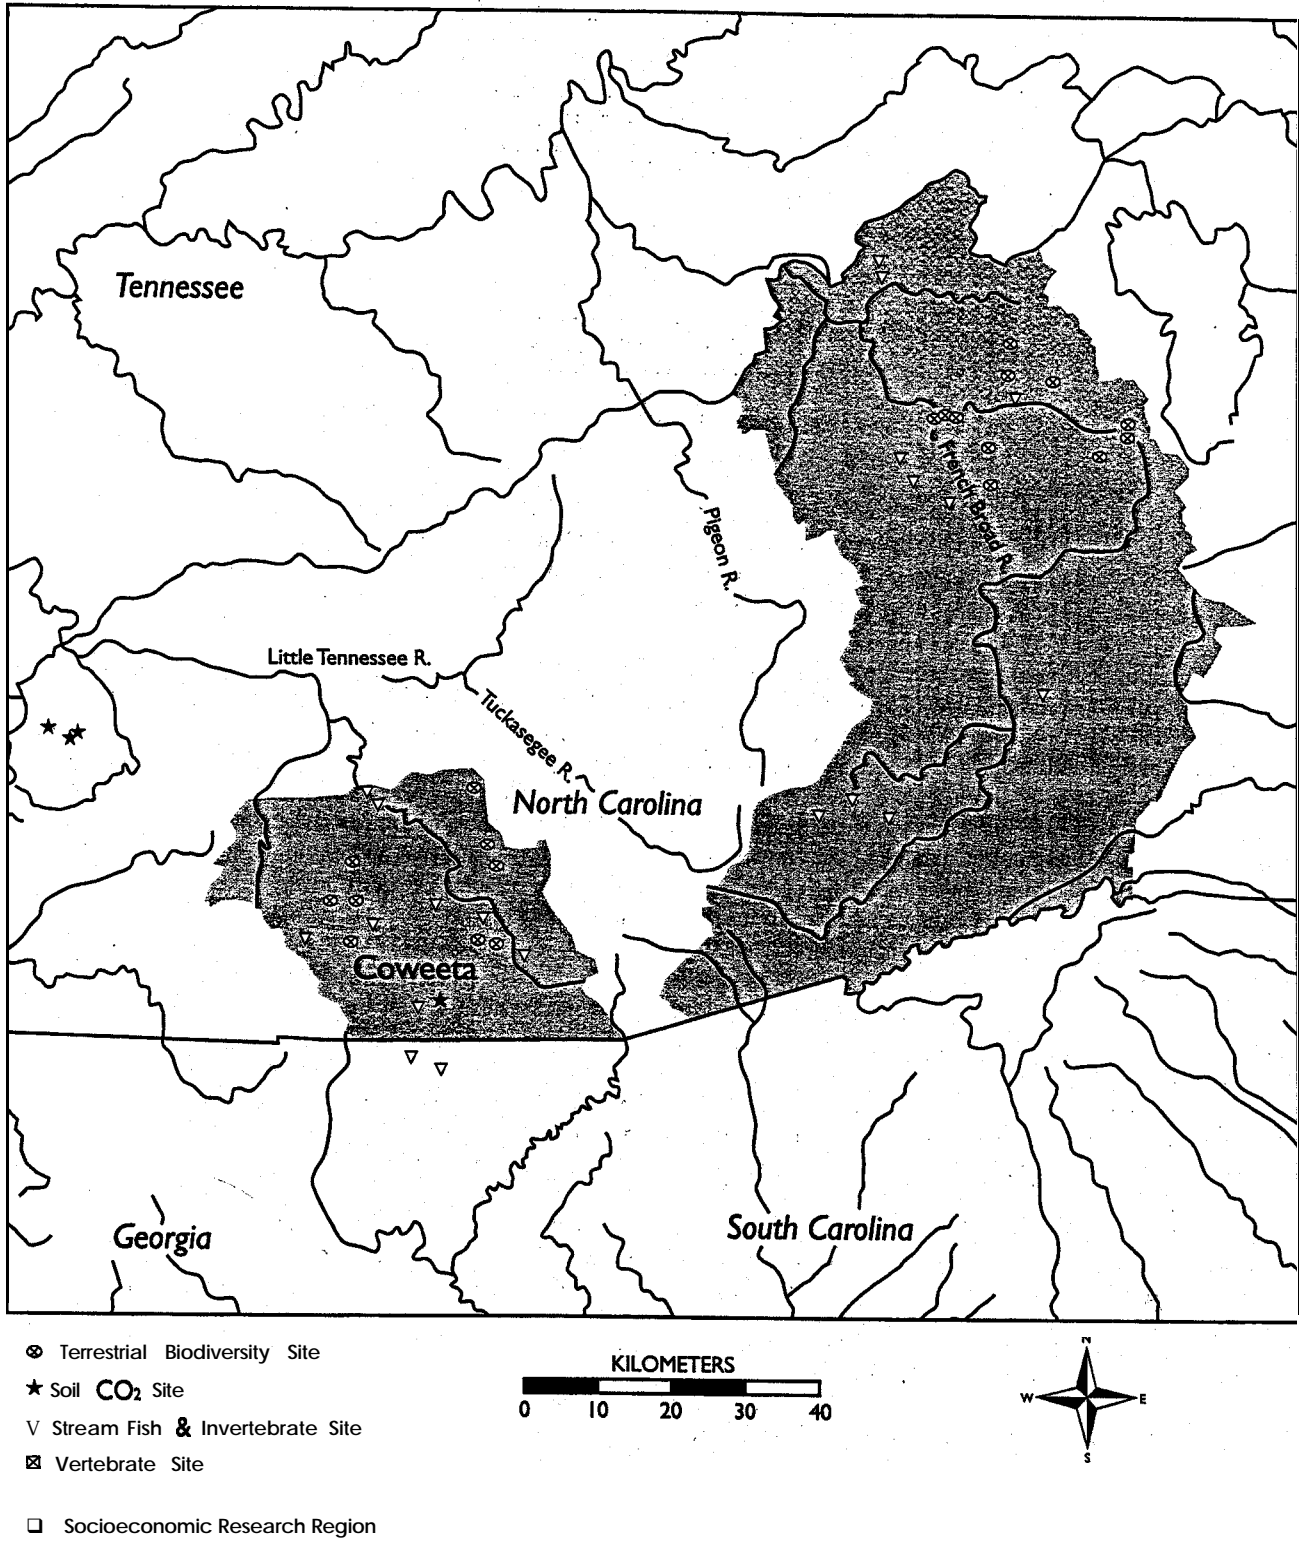 Tennessee
French Broad R.
Pigeon R.
Little Tennessee R.
Tuckasegee R.
North Carolina
Coweeta
Georgia
South Carolina
Terrestrial Biodiversity Site
Soil CO₂ Site
Stream Fish & Invertebrate Site
Vertebrate Site
Socioeconomic Research Region
KILOMETERS
0 10 20 30 40
N
W E
S